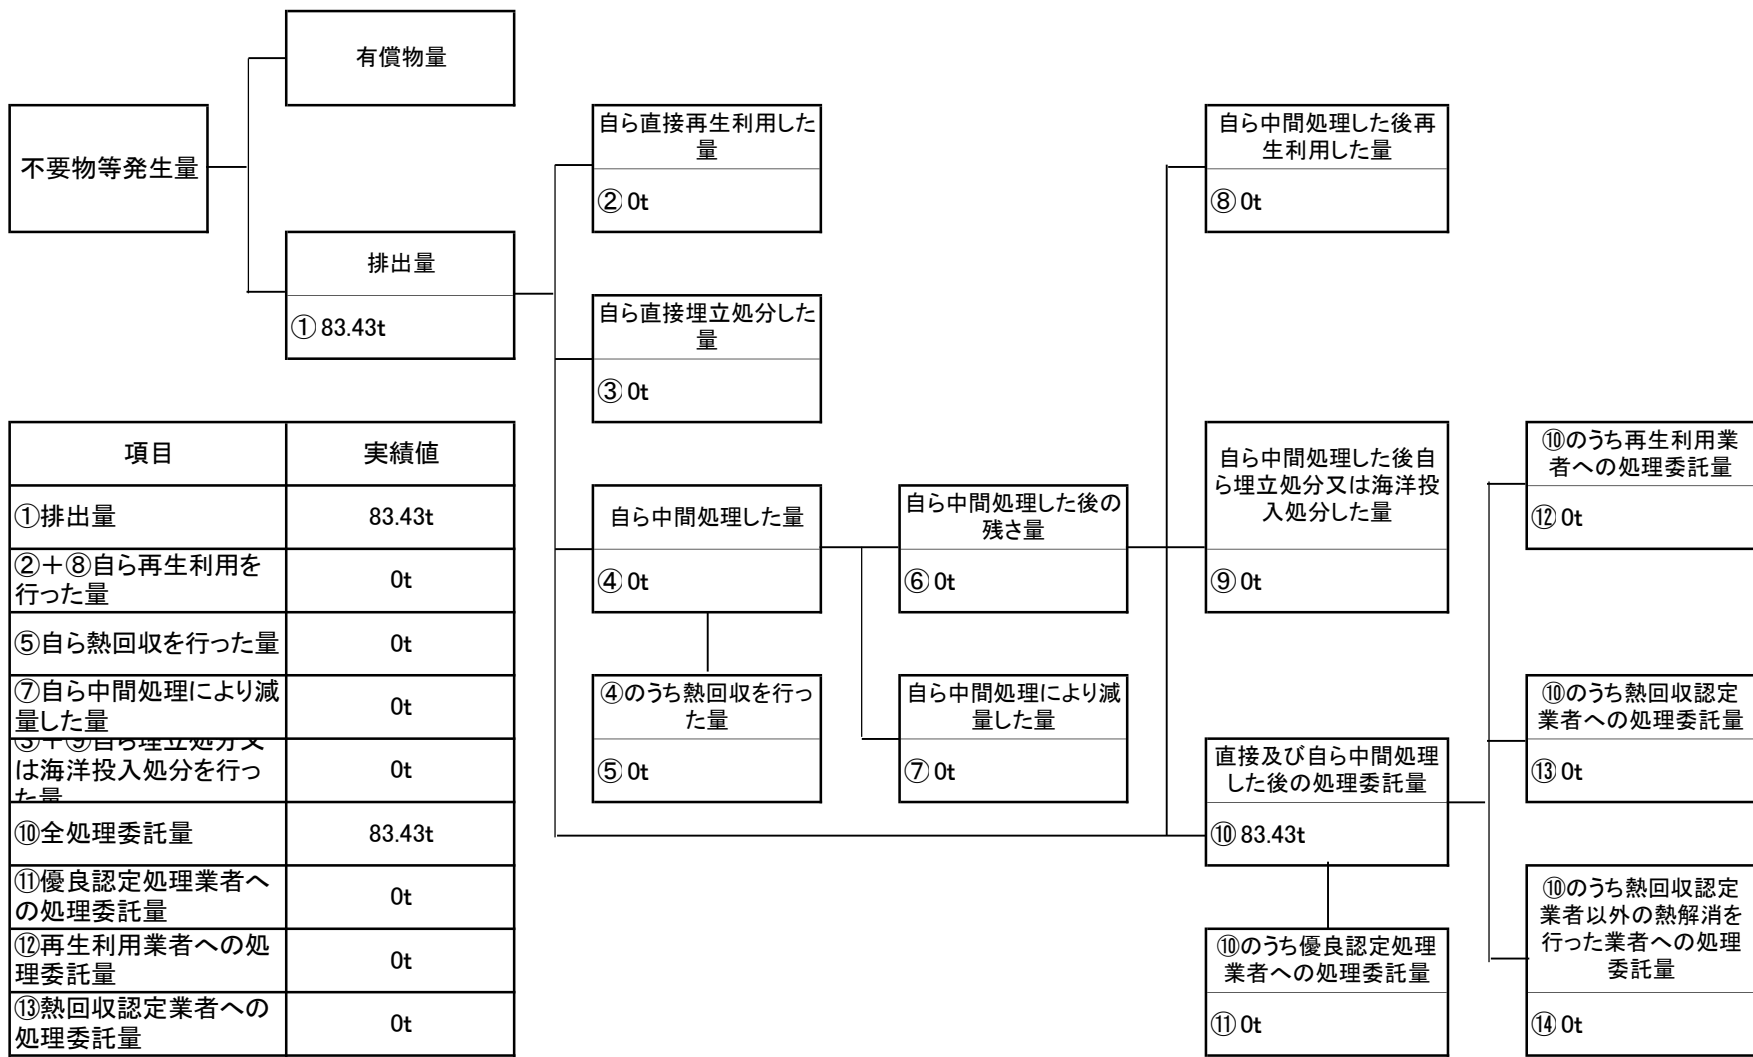 有償物量
不要物等発生量
排出量
① 83.43t
自ら直接再生利用した
量
② 0t
自ら直接埋立処分した
量
③ 0t
自ら中間処理した量
④ 0t
④のうち熱回収を行っ
た量
⑤ 0t
自ら中間処理した後の
残さ量
⑥ 0t
自ら中間処理により減
量した量
⑦ 0t
自ら中間処理した後再
生利用した量
⑧ 0t
自ら中間処理した後自
ら埋立処分又は海洋投
入処分した量
⑨ 0t
直接及び自ら中間処理
した後の処理委託量
⑩ 83.43t
⑩のうち優良認定処理
業者への処理委託量
⑪ 0t
⑩のうち再生利用業
者への処理委託量
⑫ 0t
⑩のうち熱回収認定
業者への処理委託量
⑬ 0t
⑩のうち熱回収認定
業者以外の熱解消を
行った業者への処理
委託量
⑭ 0t
項目 実績値
①排出量 83.43t
②＋⑧自ら再生利用を
行った量 0t
⑤自ら熱回収を行った量 0t
⑦自ら中間処理により減
量した量 0t
③＋⑨自ら埋立処分又
は海洋投入処分を行っ
た量 0t
⑩全処理委託量 83.43t
⑪優良認定処理業者へ
の処理委託量 0t
⑫再生利用業者への処
理委託量 0t
⑬熱回収認定業者への
処理委託量 0t